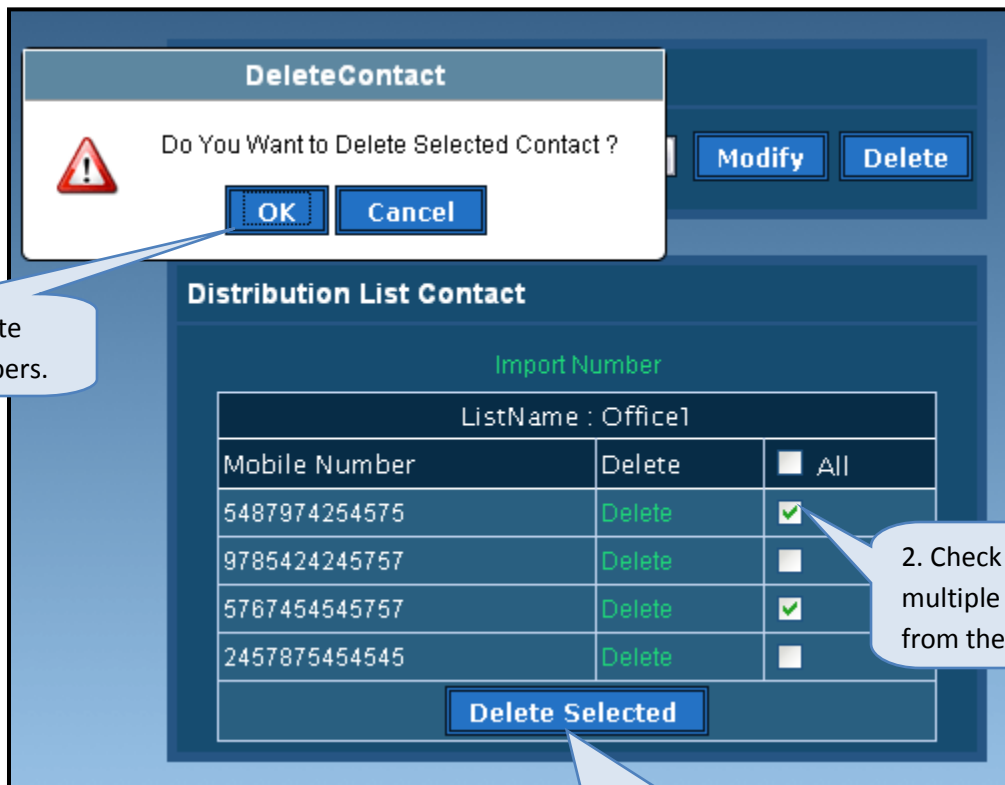 DeleteContact
Do You Want to Delete Selected Contact ?
OK Cancel
Modify Delete
Distribution List Contact
Import Number
ListName : Office1
Mobile Number Delete All
5487974254575 Delete
9785424245757 Delete
5767454545757 Delete
2457875454545 Delete
Delete Selected
2. Check
multiple
from the